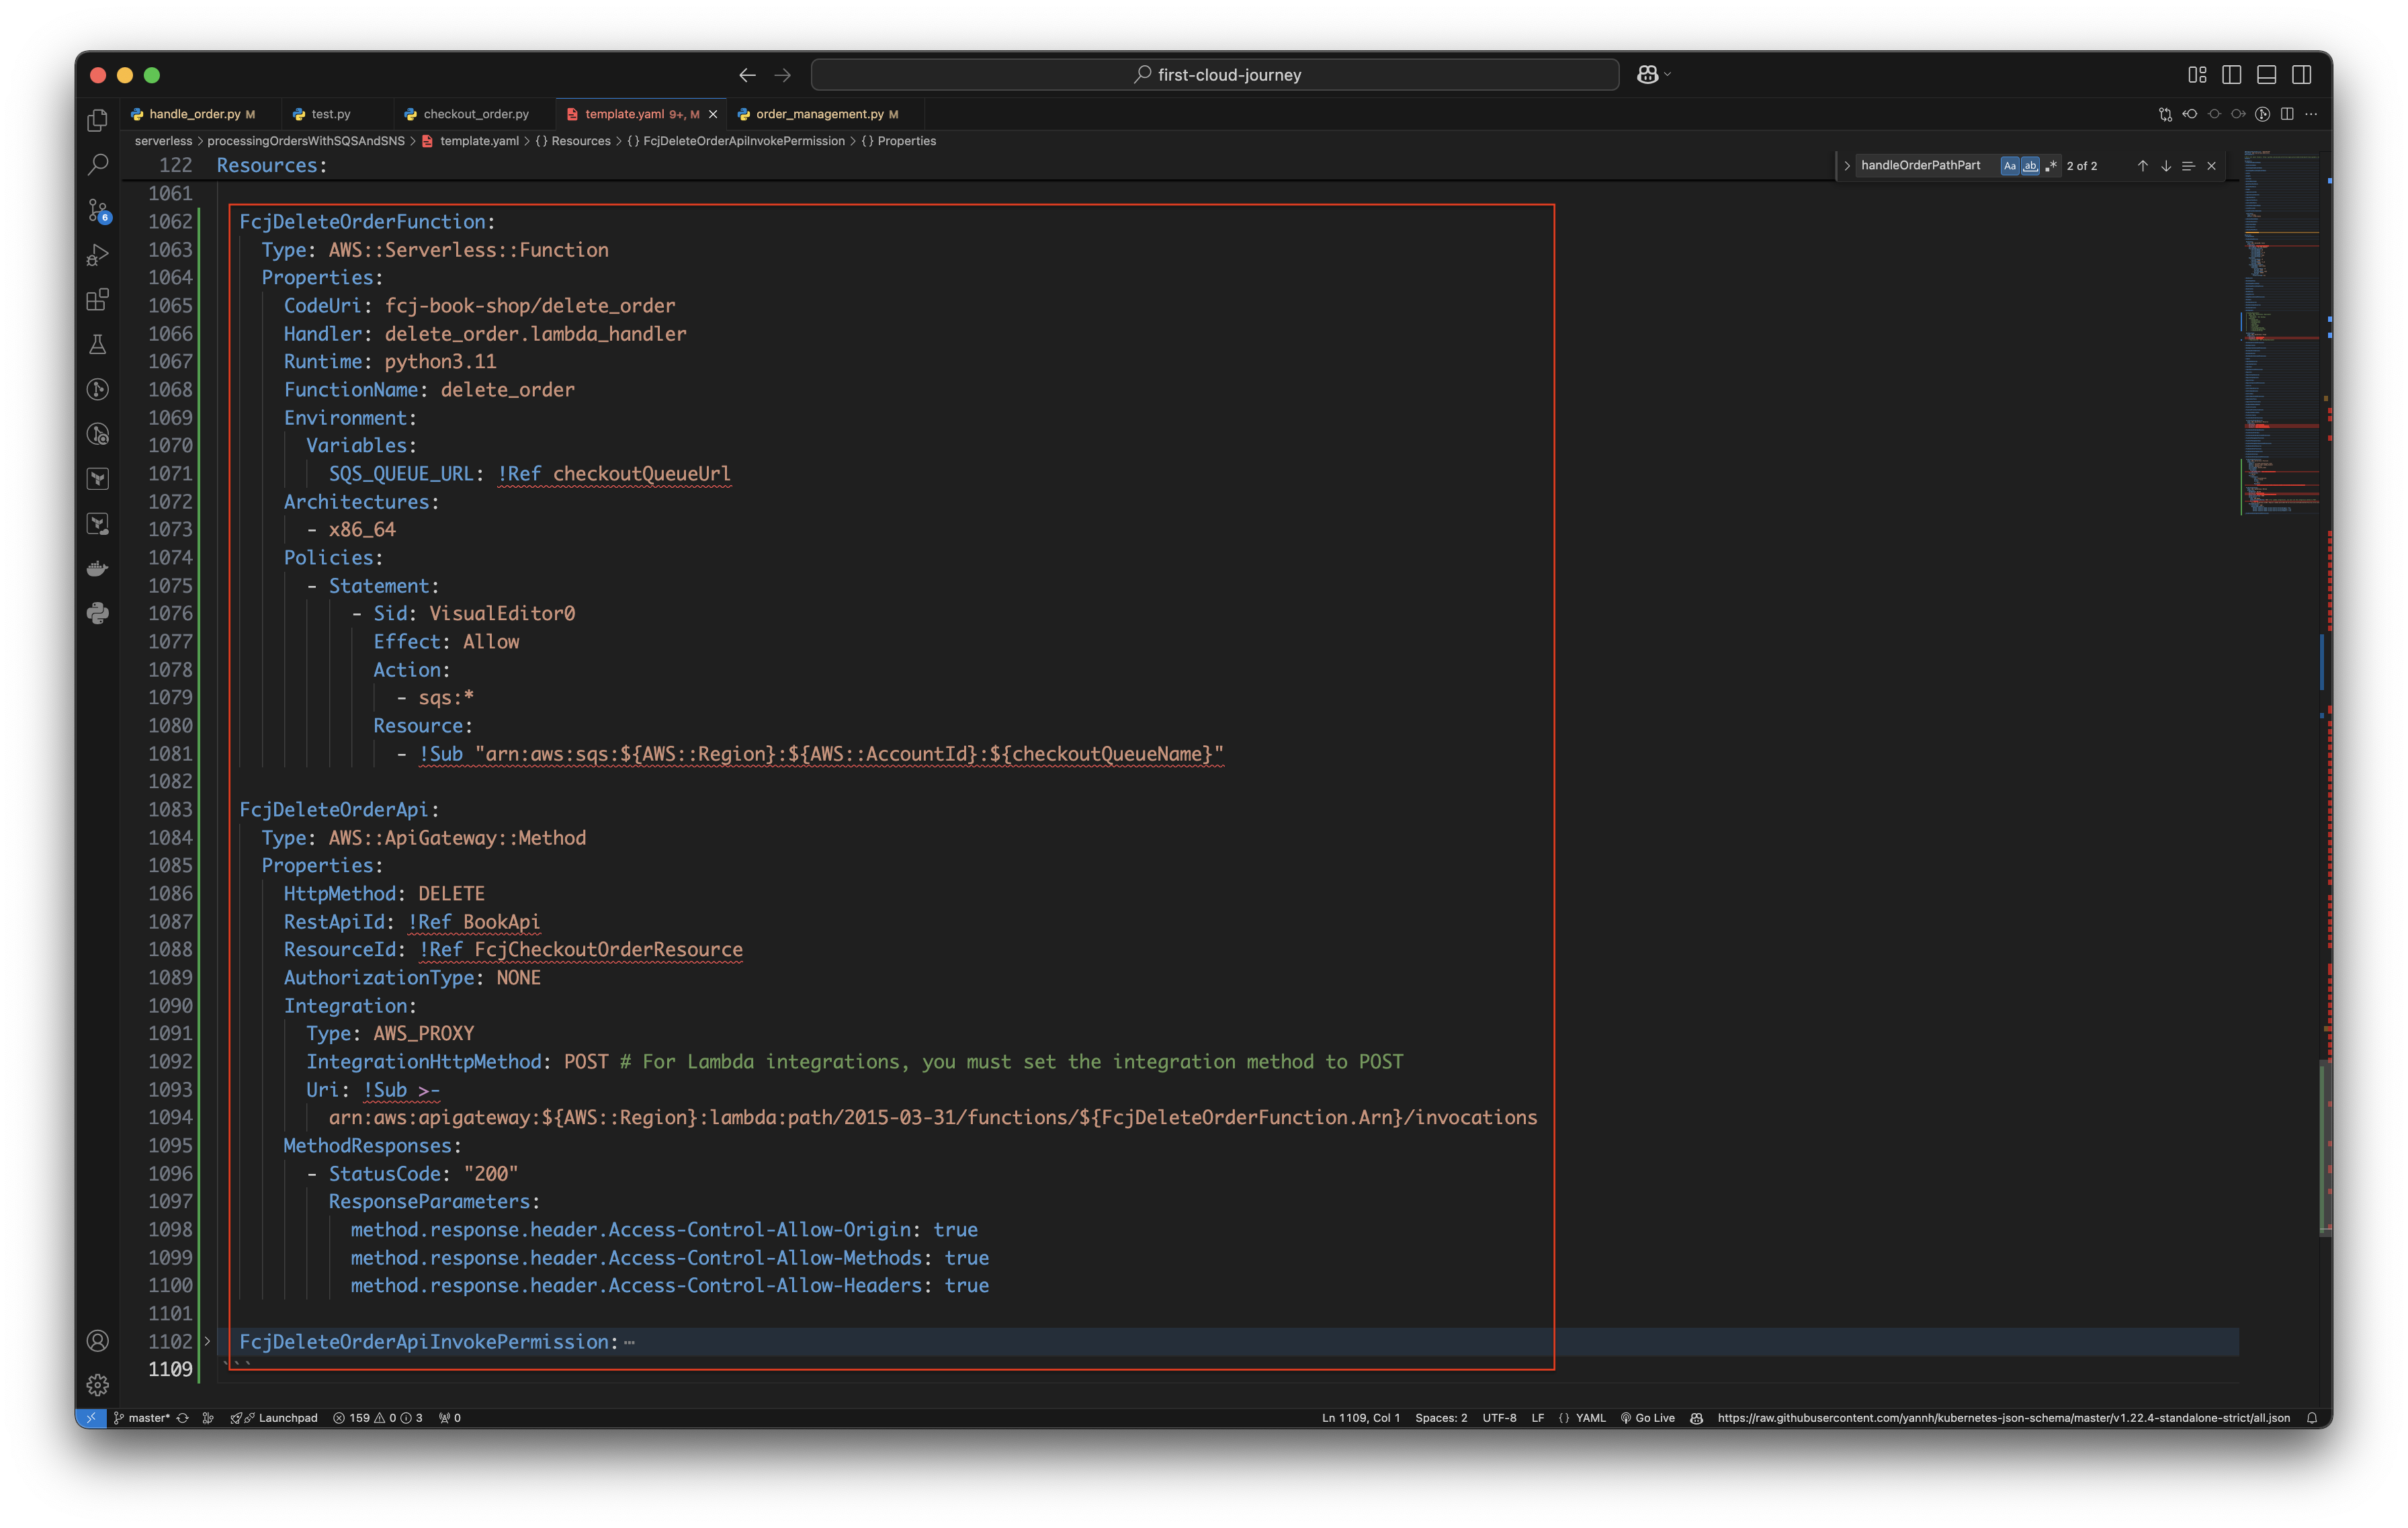 first-cloud-journey
handle_order.py M
test.py
checkout_order.py
template.yaml 9+, M
order_management.py M
serverless > processingOrdersWithSQSAndSNS > template.yaml > {} Resources > {} FcjDeleteOrderApiInvokePermission > {} Properties
122 Resources:
handleOrderPathPart Aa ab .* 2 of 2
1061
1062 FcjDeleteOrderFunction:
1063 Type: AWS::Serverless::Function
1064 Properties:
1065 CodeUri: fcj-book-shop/delete_order
1066 Handler: delete_order.lambda_handler
1067 Runtime: python3.11
1068 FunctionName: delete_order
1069 Environment:
1070 Variables:
1071 SQS_QUEUE_URL: !Ref checkoutQueueUrl
1072 Architectures:
1073 - x86_64
1074 Policies:
1075 - Statement:
1076 - Sid: VisualEditor0
1077 Effect: Allow
1078 Action:
1079 - sqs:*
1080 Resource:
1081 - !Sub "arn:aws:sqs:${AWS::Region}:${AWS::AccountId}:${checkoutQueueName}"
1082
1083 FcjDeleteOrderApi:
1084 Type: AWS::ApiGateway::Method
1085 Properties:
1086 HttpMethod: DELETE
1087 RestApiId: !Ref BookApi
1088 ResourceId: !Ref FcjCheckoutOrderResource
1089 AuthorizationType: NONE
1090 Integration:
1091 Type: AWS_PROXY
1092 IntegrationHttpMethod: POST # For Lambda integrations, you must set the integration method to POST
1093 Uri: !Sub >-
1094 arn:aws:apigateway:${AWS::Region}:lambda:path/2015-03-31/functions/${FcjDeleteOrderFunction.Arn}/invocations
1095 MethodResponses:
1096 - StatusCode: "200"
1097 ResponseParameters:
1098 method.response.header.Access-Control-Allow-Origin: true
1099 method.response.header.Access-Control-Allow-Methods: true
1100 method.response.header.Access-Control-Allow-Headers: true
1101
1102 FcjDeleteOrderApiInvokePermission: ⋯
1109 ```
6
master* Launchpad 159 0 3 0 Ln 1109, Col 1 Spaces: 2 UTF-8 LF {} YAML Go Live https://raw.githubusercontent.com/yannh/kubernetes-json-schema/master/v1.22.4-standalone-strict/all.json